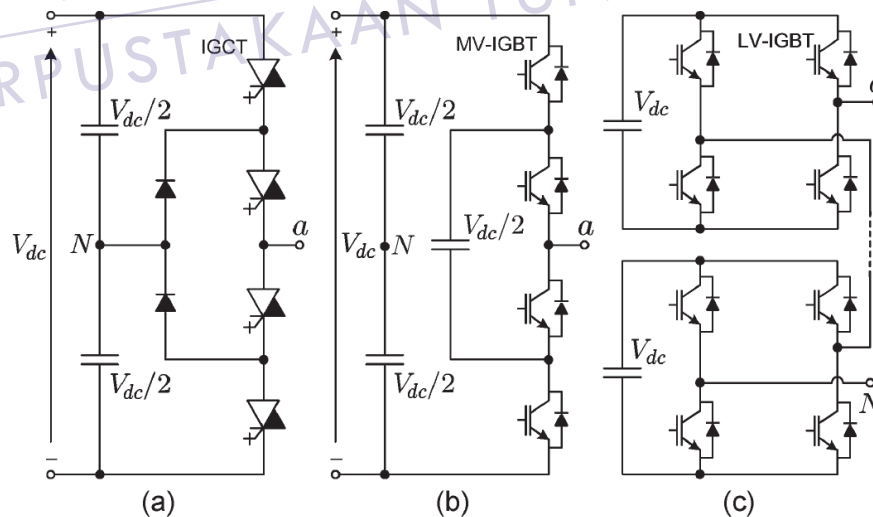 RPUSTAKAAN TU
+
IGCT
V_dc/2
V_dc
N
a
V_dc/2
−
(a)
+
MV-IGBT
V_dc/2
V_dc
N
V_dc/2
a
V_dc/2
−
(b)
LV-IGBT
V_dc
V_dc
N
(c)